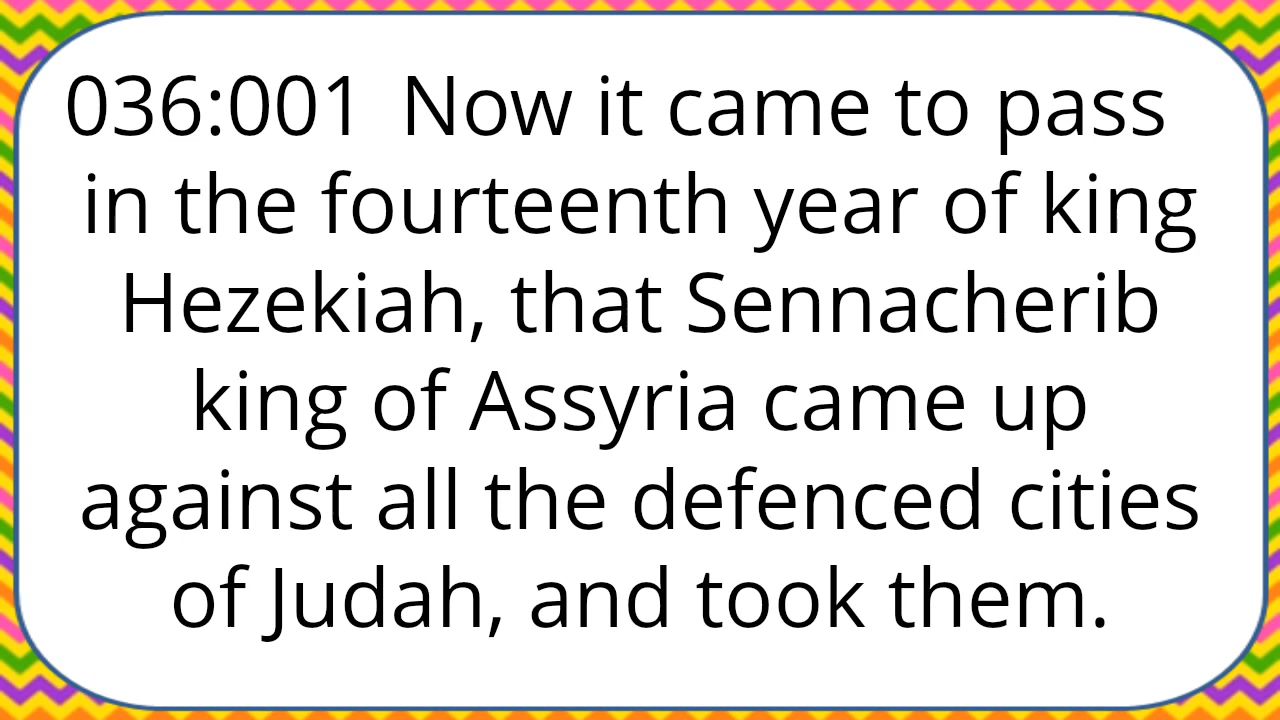 036:001 Now it came to pass
in the fourteenth year of king
Hezekiah, that Sennacherib
king of Assyria came up
against all the defenced cities
of Judah, and took them.